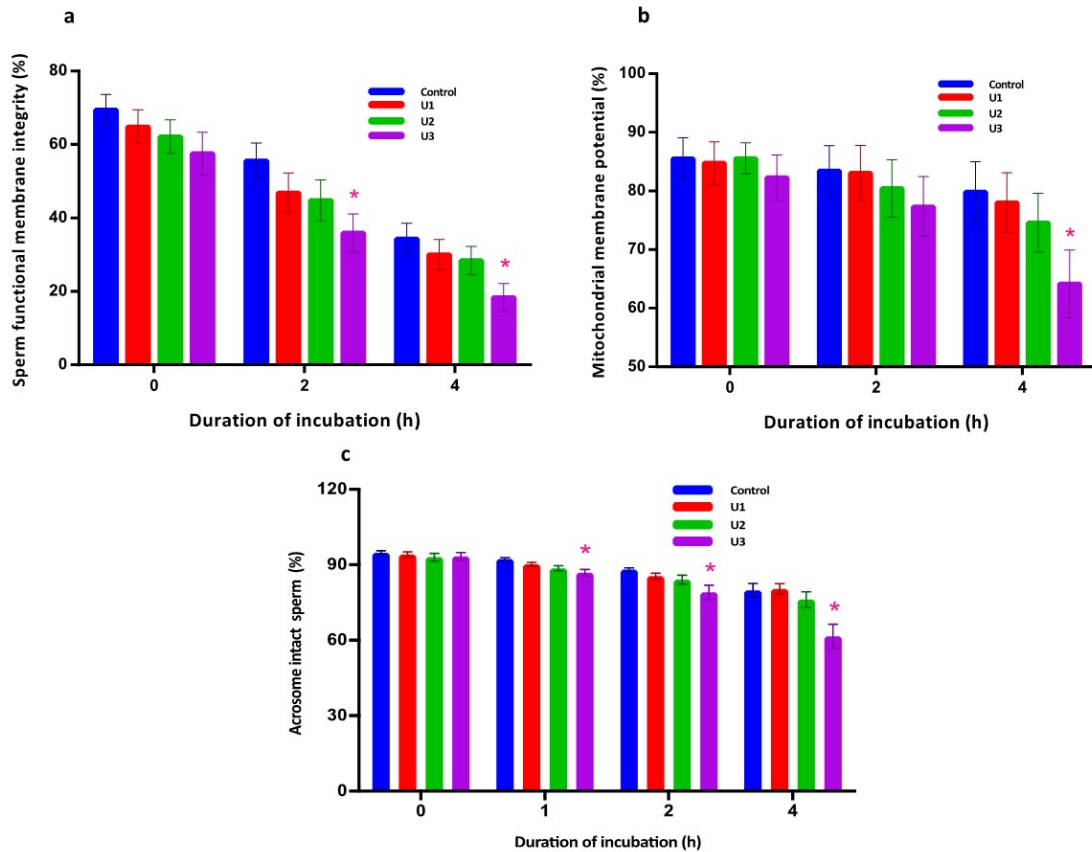 a
Sperm functional membrane integrity (%)
80
60
40
20
0
Control
U1
U2
U3
*
*
0 2 4
Duration of incubation (h)
b
Mitochondrial membrane potential (%)
100
90
80
70
60
50
Control
U1
U2
U3
*
0 2 4
Duration of incubation (h)
c
Acrosome intact sperm (%)
120
90
60
30
0
Control
U1
U2
U3
*
*
*
0 1 2 4
Duration of incubation (h)